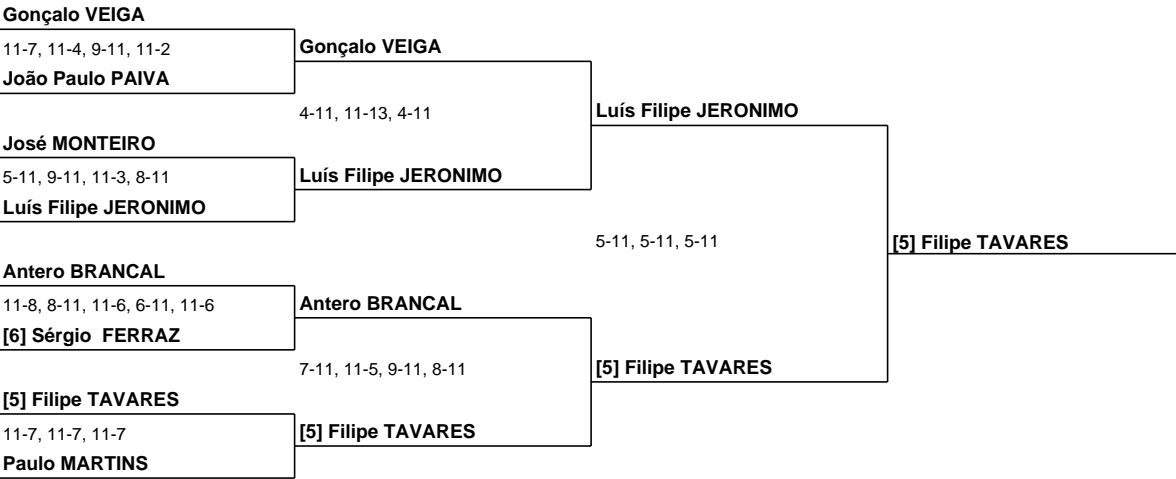 Gonçalo VEIGA
11-7, 11-4, 9-11, 11-2
João Paulo PAIVA
Gonçalo VEIGA
4-11, 11-13, 4-11
José MONTEIRO
5-11, 9-11, 11-3, 8-11
Luís Filipe JERONIMO
Luís Filipe JERONIMO
Luís Filipe JERONIMO
5-11, 5-11, 5-11
[5] Filipe TAVARES
Antero BRANCAL
11-8, 8-11, 11-6, 6-11, 11-6
[6] Sérgio  FERRAZ
Antero BRANCAL
7-11, 11-5, 9-11, 8-11
[5] Filipe TAVARES
[5] Filipe TAVARES
11-7, 11-7, 11-7
Paulo MARTINS
[5] Filipe TAVARES